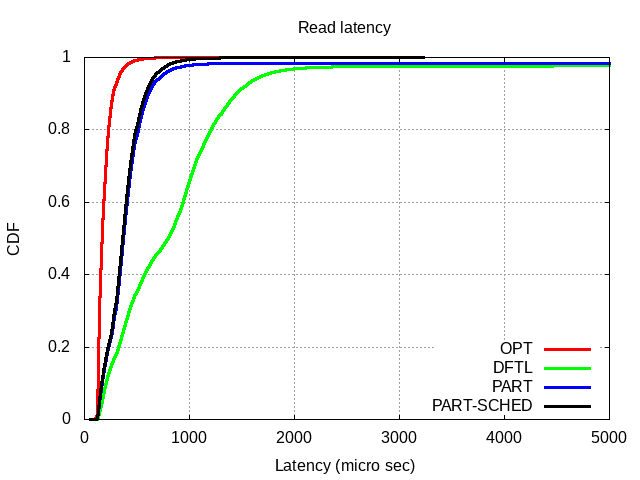 Read latency
1
0.8
0.6
0.4
0.2
0
CDF
OPT
DFTL
PART
PART-SCHED
0 1000 2000 3000 4000 5000
Latency (micro sec)